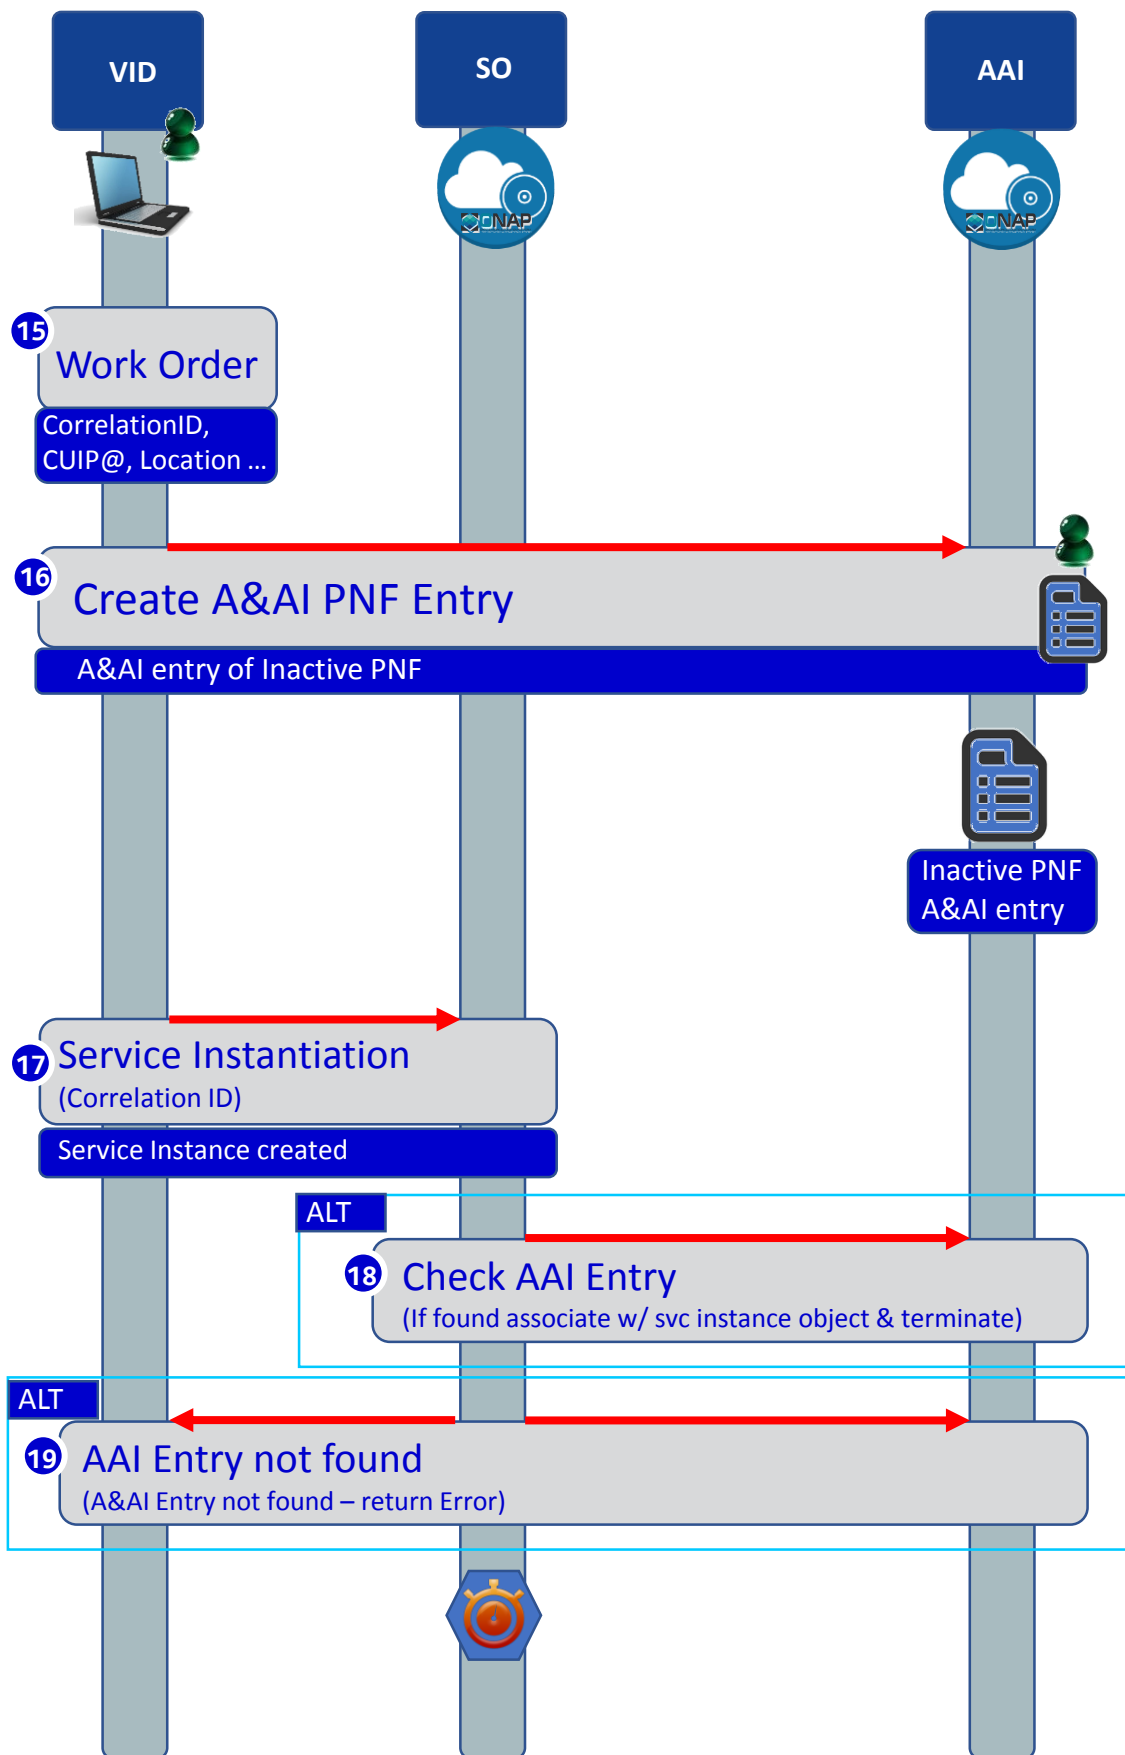 VID
SO
AAI
ONAP
ONAP
15
Work Order
CorrelationID,
CUIP@, Location ...
16
Create A&AI PNF Entry
A&AI entry of Inactive PNF
Inactive PNF
A&AI entry
17
Service Instantiation
(Correlation ID)
Service Instance created
ALT
18
Check AAI Entry
(If found associate w/ svc instance object & terminate)
ALT
19
AAI Entry not found
(A&AI Entry not found – return Error)